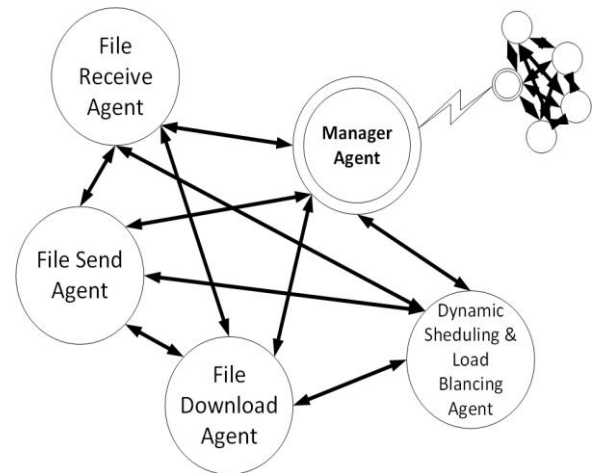 File
Receive
Agent
Manager
Agent
File Send
Agent
File
Download
Agent
Dynamic
Sheduling &
Load
Blancing
Agent